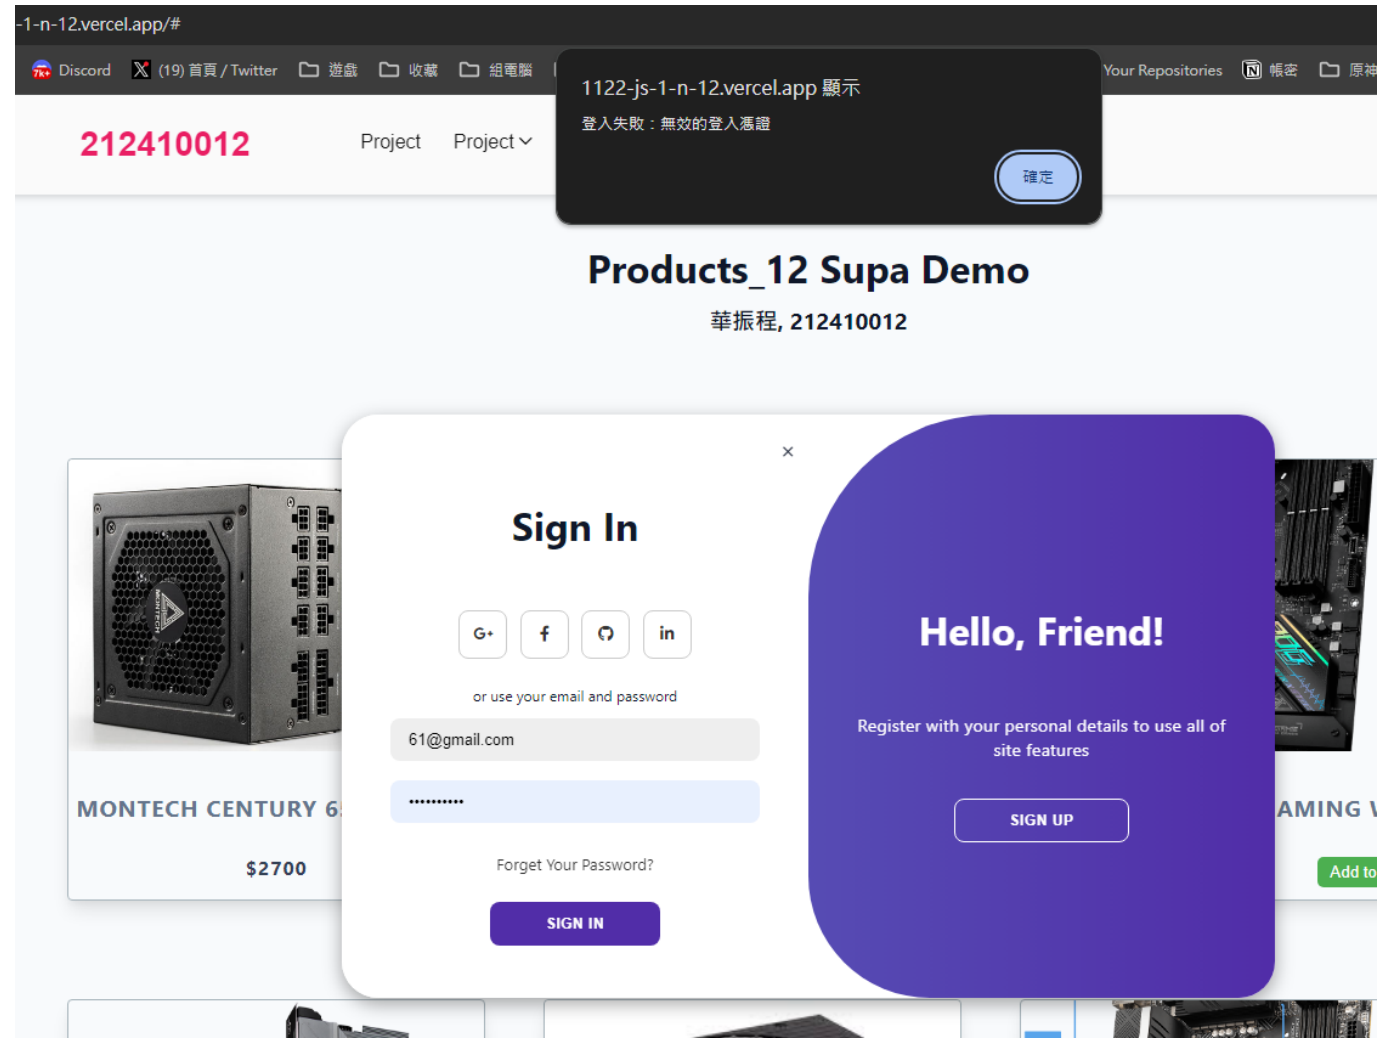 -1-n-12.vercel.app/#
Discord (19) 首頁 / Twitter 遊戲 收藏 組電腦 Your Repositories 帳密 原神
1122-js-1-n-12.vercel.app 顯示
登入失敗：無效的登入憑證
確定
212410012 Project Project
Products_12 Supa Demo
華振程, 212410012
×
Sign In
G+ f in
or use your email and password
61@gmail.com
••••••••••
Forget Your Password?
SIGN IN
Hello, Friend!
Register with your personal details to use all of
site features
SIGN UP
MONTECH
MONTECH CENTURY 6
$2700
AMING
Add to